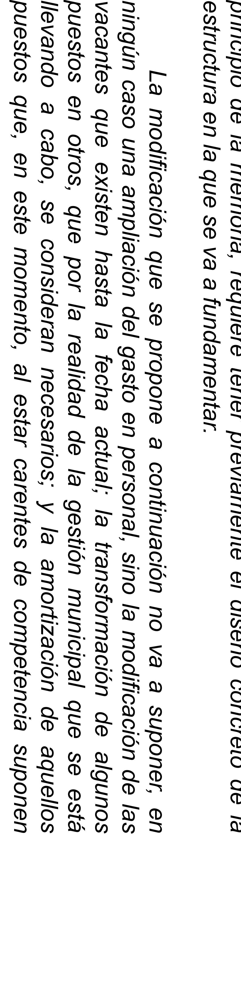 principio de la memoria, requiere tener previamente el diseño concreto de la
estructura en la que se va a fundamentar.
La modificación que se propone a continuación no va a suponer, en
ningún caso una ampliación del gasto en personal, sino la modificación de las
vacantes que existen hasta la fecha actual; la transformación de algunos
puestos en otros, que por la realidad de la gestión municipal que se está
llevando a cabo, se consideran necesarios; y la amortización de aquellos
puestos que, en este momento, al estar carentes de competencia suponen